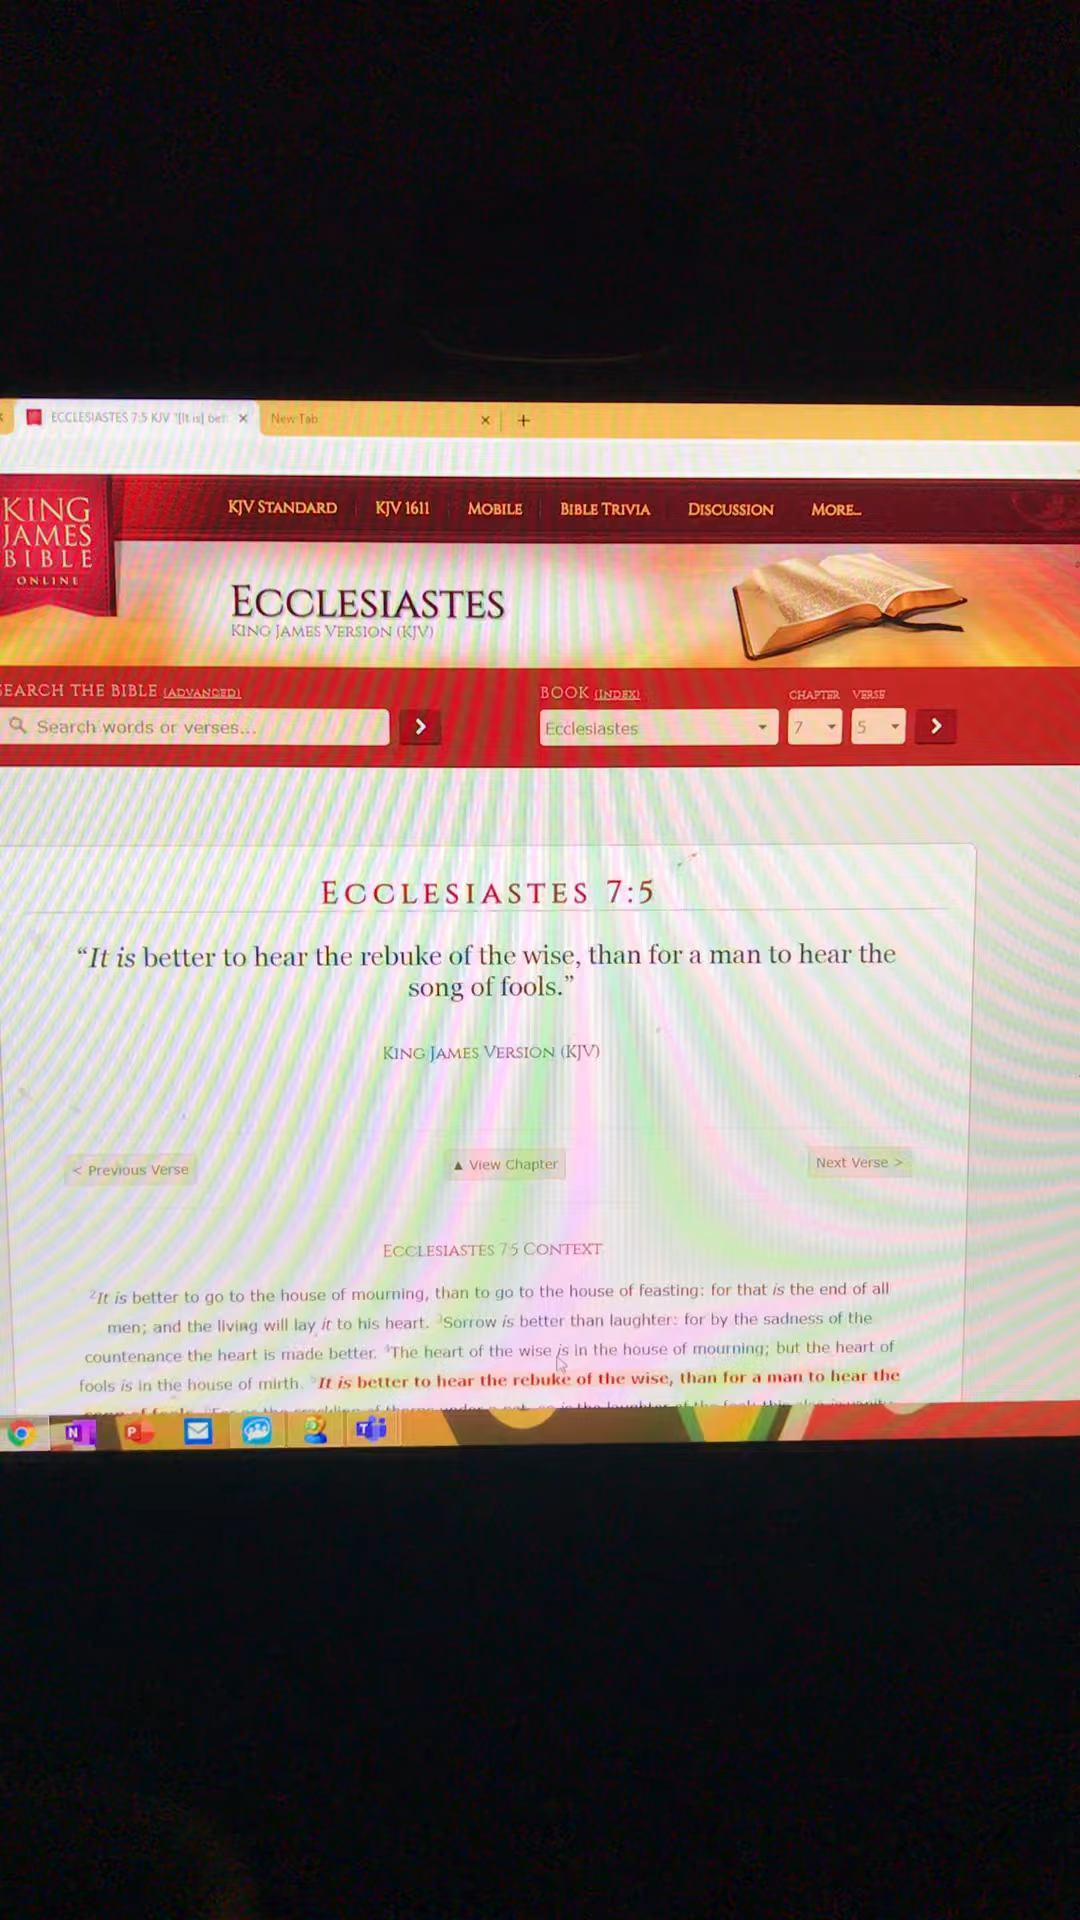 ECCLESIASTES 7:5 KJV "[It is] bet
New Tab
KING
JAMES
BIBLE
ONLINE
KJV STANDARD
KJV 1611
MOBILE
BIBLE TRIVIA
DISCUSSION
MORE...
ECCLESIASTES
KING JAMES VERSION (KJV)
SEARCH THE BIBLE (ADVANCED)
BOOK (INDEX)
CHAPTER
VERSE
Search words or verses...
Ecclesiastes
7
5
ECCLESIASTES 7:5
“It is better to hear the rebuke of the wise, than for a man to hear the
song of fools.”
KING JAMES VERSION (KJV)
< Previous Verse
▲ View Chapter
Next Verse >
ECCLESIASTES 7:5 CONTEXT
2It is better to go to the house of mourning, than to go to the house of feasting: for that is the end of all
men; and the living will lay it to his heart. 3Sorrow is better than laughter: for by the sadness of the
countenance the heart is made better. 4The heart of the wise is in the house of mourning; but the heart of
fools is in the house of mirth. 5It is better to hear the rebuke of the wise, than for a man to hear the